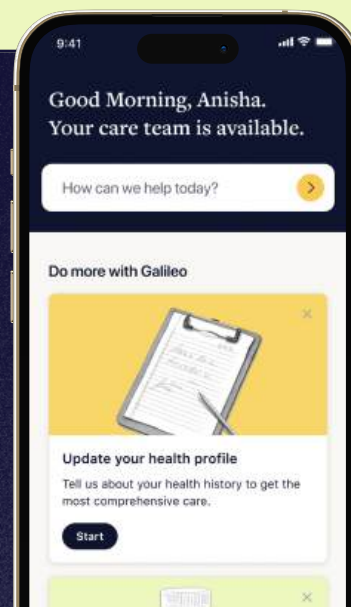 9:41
Good Morning, Anisha.
Your care team is available.
How can we help today?
Do more with Galileo
Update your health profile
Tell us about your health history to get the
most comprehensive care.
Start